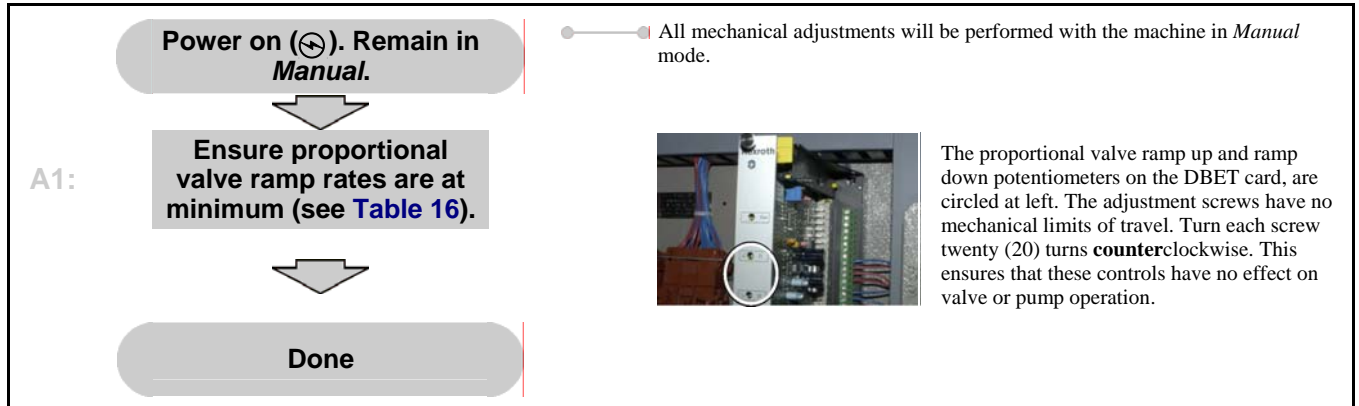 Power on ( ). Remain in
Manual.
All mechanical adjustments will be performed with the machine in Manual
mode.
A1:
Ensure proportional
valve ramp rates are at
minimum (see Table 16).
The proportional valve ramp up and ramp
down potentiometers on the DBET card, are
circled at left. The adjustment screws have no
mechanical limits of travel. Turn each screw
twenty (20) turns counterclockwise. This
ensures that these controls have no effect on
valve or pump operation.
Done